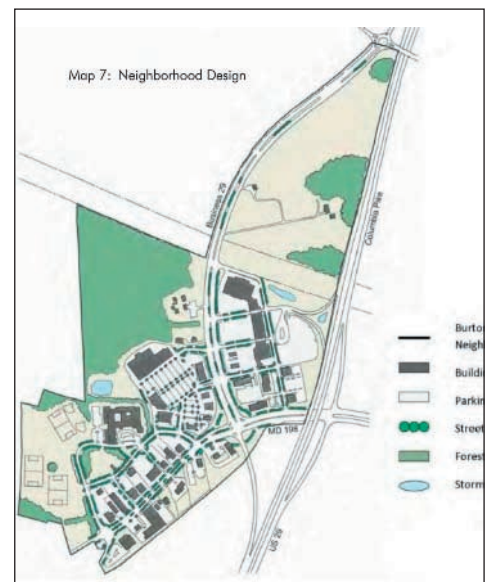 Map 7: Neighborhood Design
Business 29
Columbia Pike
MD 198
US 29
Burto
Neigh
Buildi
Parkin
Street
Forest
Storm